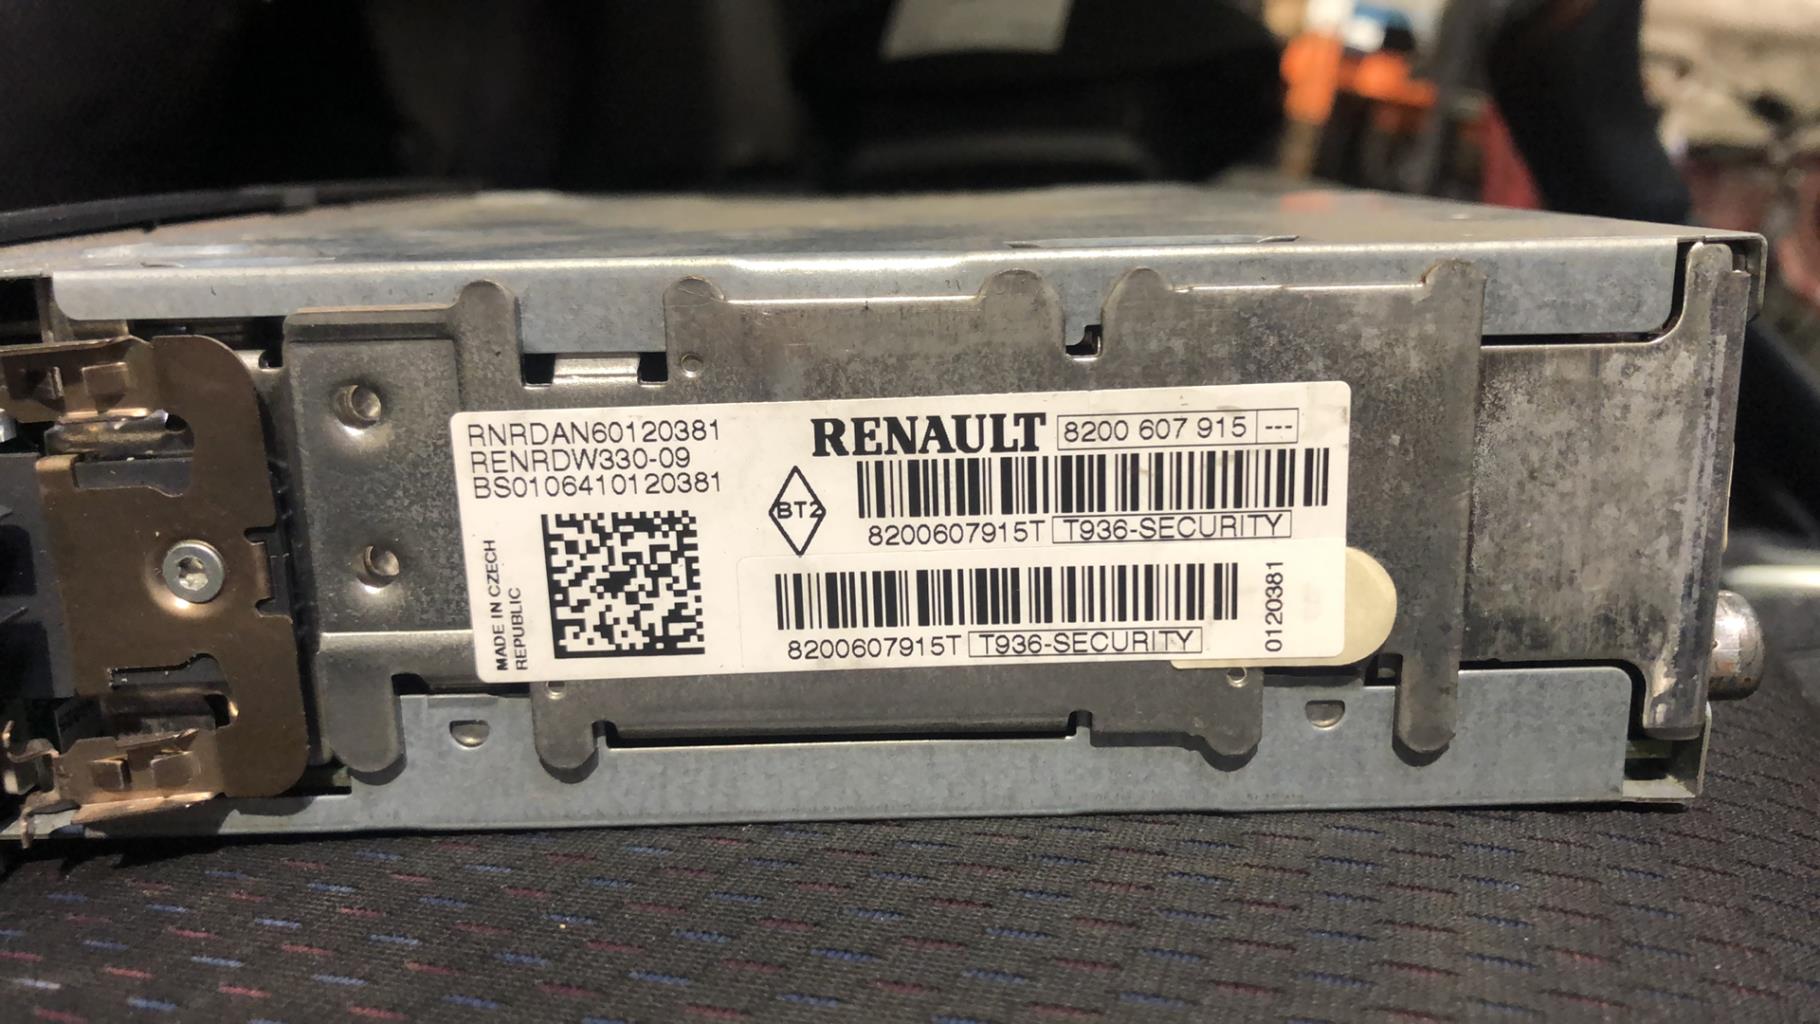 RNRDAN60120381
RENRDW330-09
BS0106410120381
MADE IN CZECH
REPUBLIC
RENAULT 8200 607 915 ---
BT2
8200607915T T936-SECURITY
8200607915T T936-SECURITY
0120381